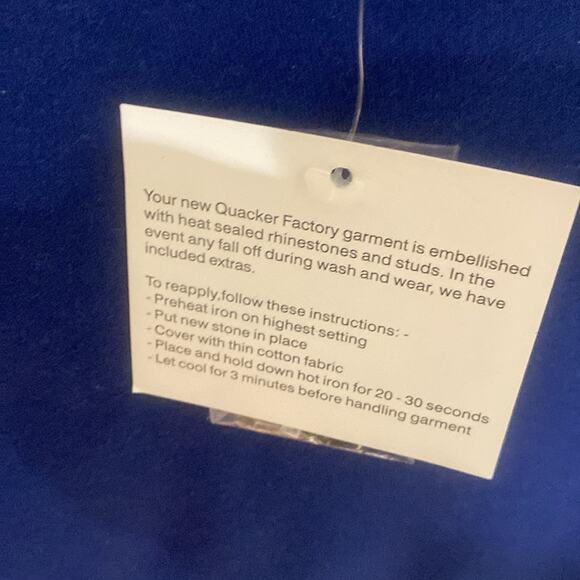 Your new Quacker Factory garment is embellished
with heat sealed rhinestones and studs. In the
event any fall off during wash and wear, we have
included extras.
To reapply,follow these instructions: -
- Preheat iron on highest setting
- Put new stone in place
- Cover with thin cotton fabric
- Place and hold down hot iron for 20 - 30 seconds
- Let cool for 3 minutes before handling garment